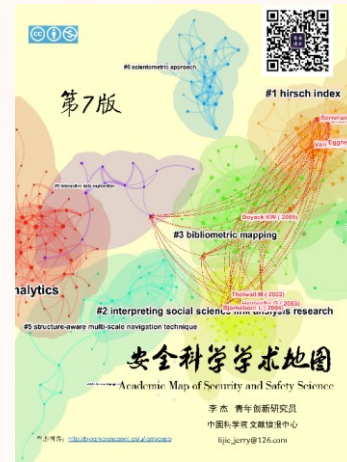 #6 scientometric approach
#1 hirsch index
第7版
Boyack KW (2005)
#3 bibliometric mapping
Thelwall M (2002)
nalytics
#2 interpreting social science link analysis research
#5 structure-aware multi-scale navigation technique
安全科学学术地图
Academic Map of Security and Safety Science
李杰 青年创新研究员
中国科学院 文献情报中心
lijie_jerry@126.com